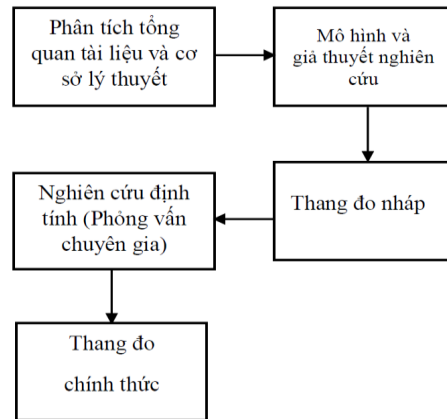 Phân tích tổng
quan tài liệu và cơ
sở lý thuyết
Mô hình và
giả thuyết nghiên
cứu
Thang đo nháp
Nghiên cứu định
tính (Phỏng vấn
chuyên gia)
Thang đo
chính thức